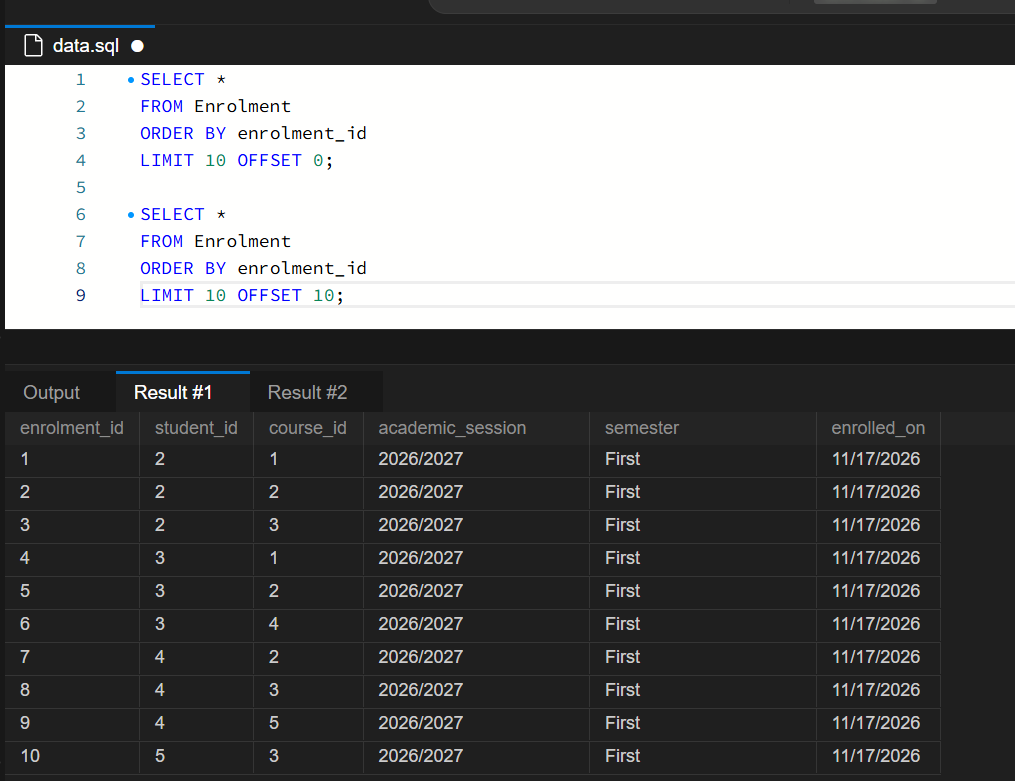 data.sql
1 SELECT *
2 FROM Enrolment
3 ORDER BY enrolment_id
4 LIMIT 10 OFFSET 0;
5
6 SELECT *
7 FROM Enrolment
8 ORDER BY enrolment_id
9 LIMIT 10 OFFSET 10;
Output Result #1 Result #2
enrolment_id student_id course_id academic_session semester enrolled_on
1 2 1 2026/2027 First 11/17/2026
2 2 2 2026/2027 First 11/17/2026
3 2 3 2026/2027 First 11/17/2026
4 3 1 2026/2027 First 11/17/2026
5 3 2 2026/2027 First 11/17/2026
6 3 4 2026/2027 First 11/17/2026
7 4 2 2026/2027 First 11/17/2026
8 4 3 2026/2027 First 11/17/2026
9 4 5 2026/2027 First 11/17/2026
10 5 3 2026/2027 First 11/17/2026